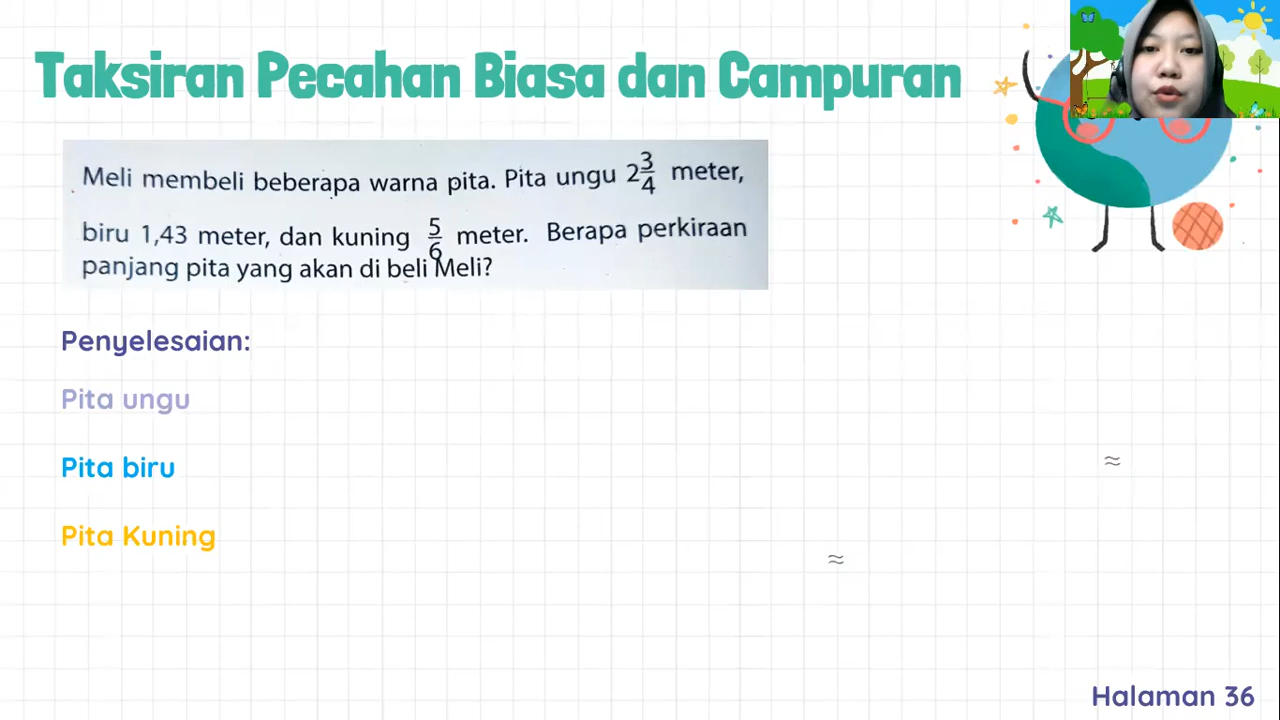 Taksiran Pecahan Biasa dan Campuran
Meli membeli beberapa warna pita. Pita ungu 2 3/4 meter,
biru 1,43 meter, dan kuning 5/6 meter. Berapa perkiraan
panjang pita yang akan di beli Meli?
Penyelesaian:
Pita ungu
Pita biru
≈
Pita Kuning
≈
Halaman 36